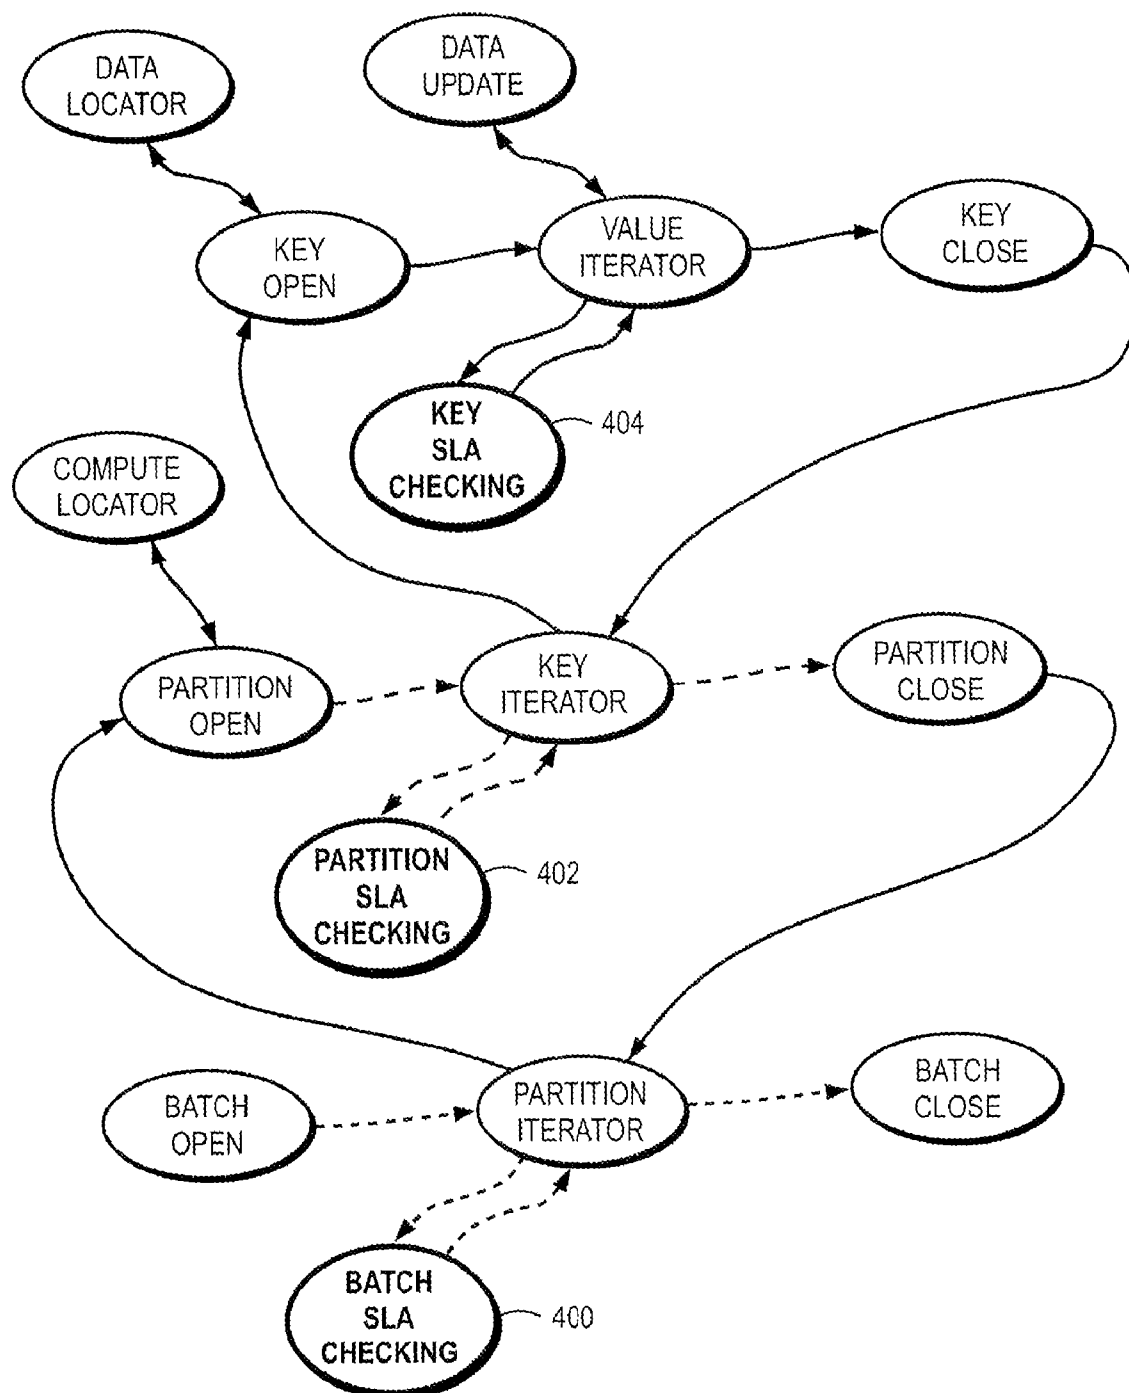 DATA
LOCATOR
DATA
UPDATE
KEY
OPEN
VALUE
ITERATOR
KEY
CLOSE
KEY
SLA
CHECKING
404
COMPUTE
LOCATOR
PARTITION
OPEN
KEY
ITERATOR
PARTITION
CLOSE
PARTITION
SLA
CHECKING
402
BATCH
OPEN
PARTITION
ITERATOR
BATCH
CLOSE
BATCH
SLA
CHECKING
400